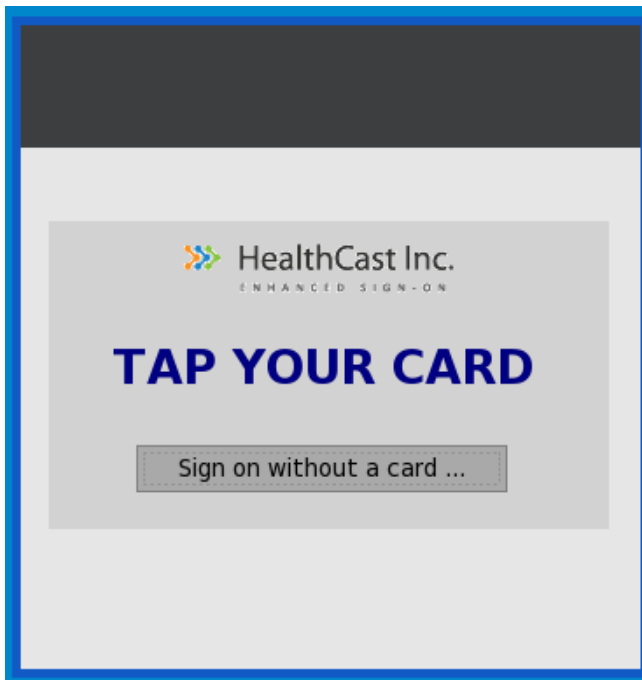 HealthCast Inc.
ENHANCED SIGN-ON
TAP YOUR CARD
Sign on without a card ...